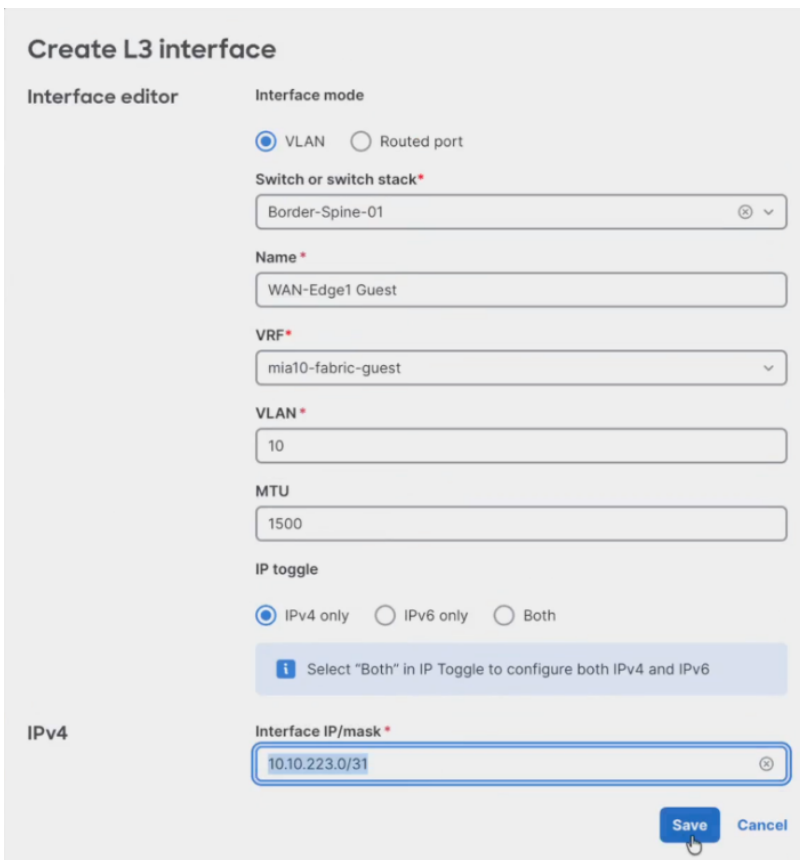 Create L3 interface
Interface editor
Interface mode
VLAN
Routed port
Switch or switch stack*
Border-Spine-01
Name *
WAN-Edge1 Guest
VRF*
mia10-fabric-guest
VLAN *
10
MTU
1500
IP toggle
IPv4 only
IPv6 only
Both
i Select "Both" in IP Toggle to configure both IPv4 and IPv6
IPv4
Interface IP/mask *
10.10.223.0/31
Save
Cancel